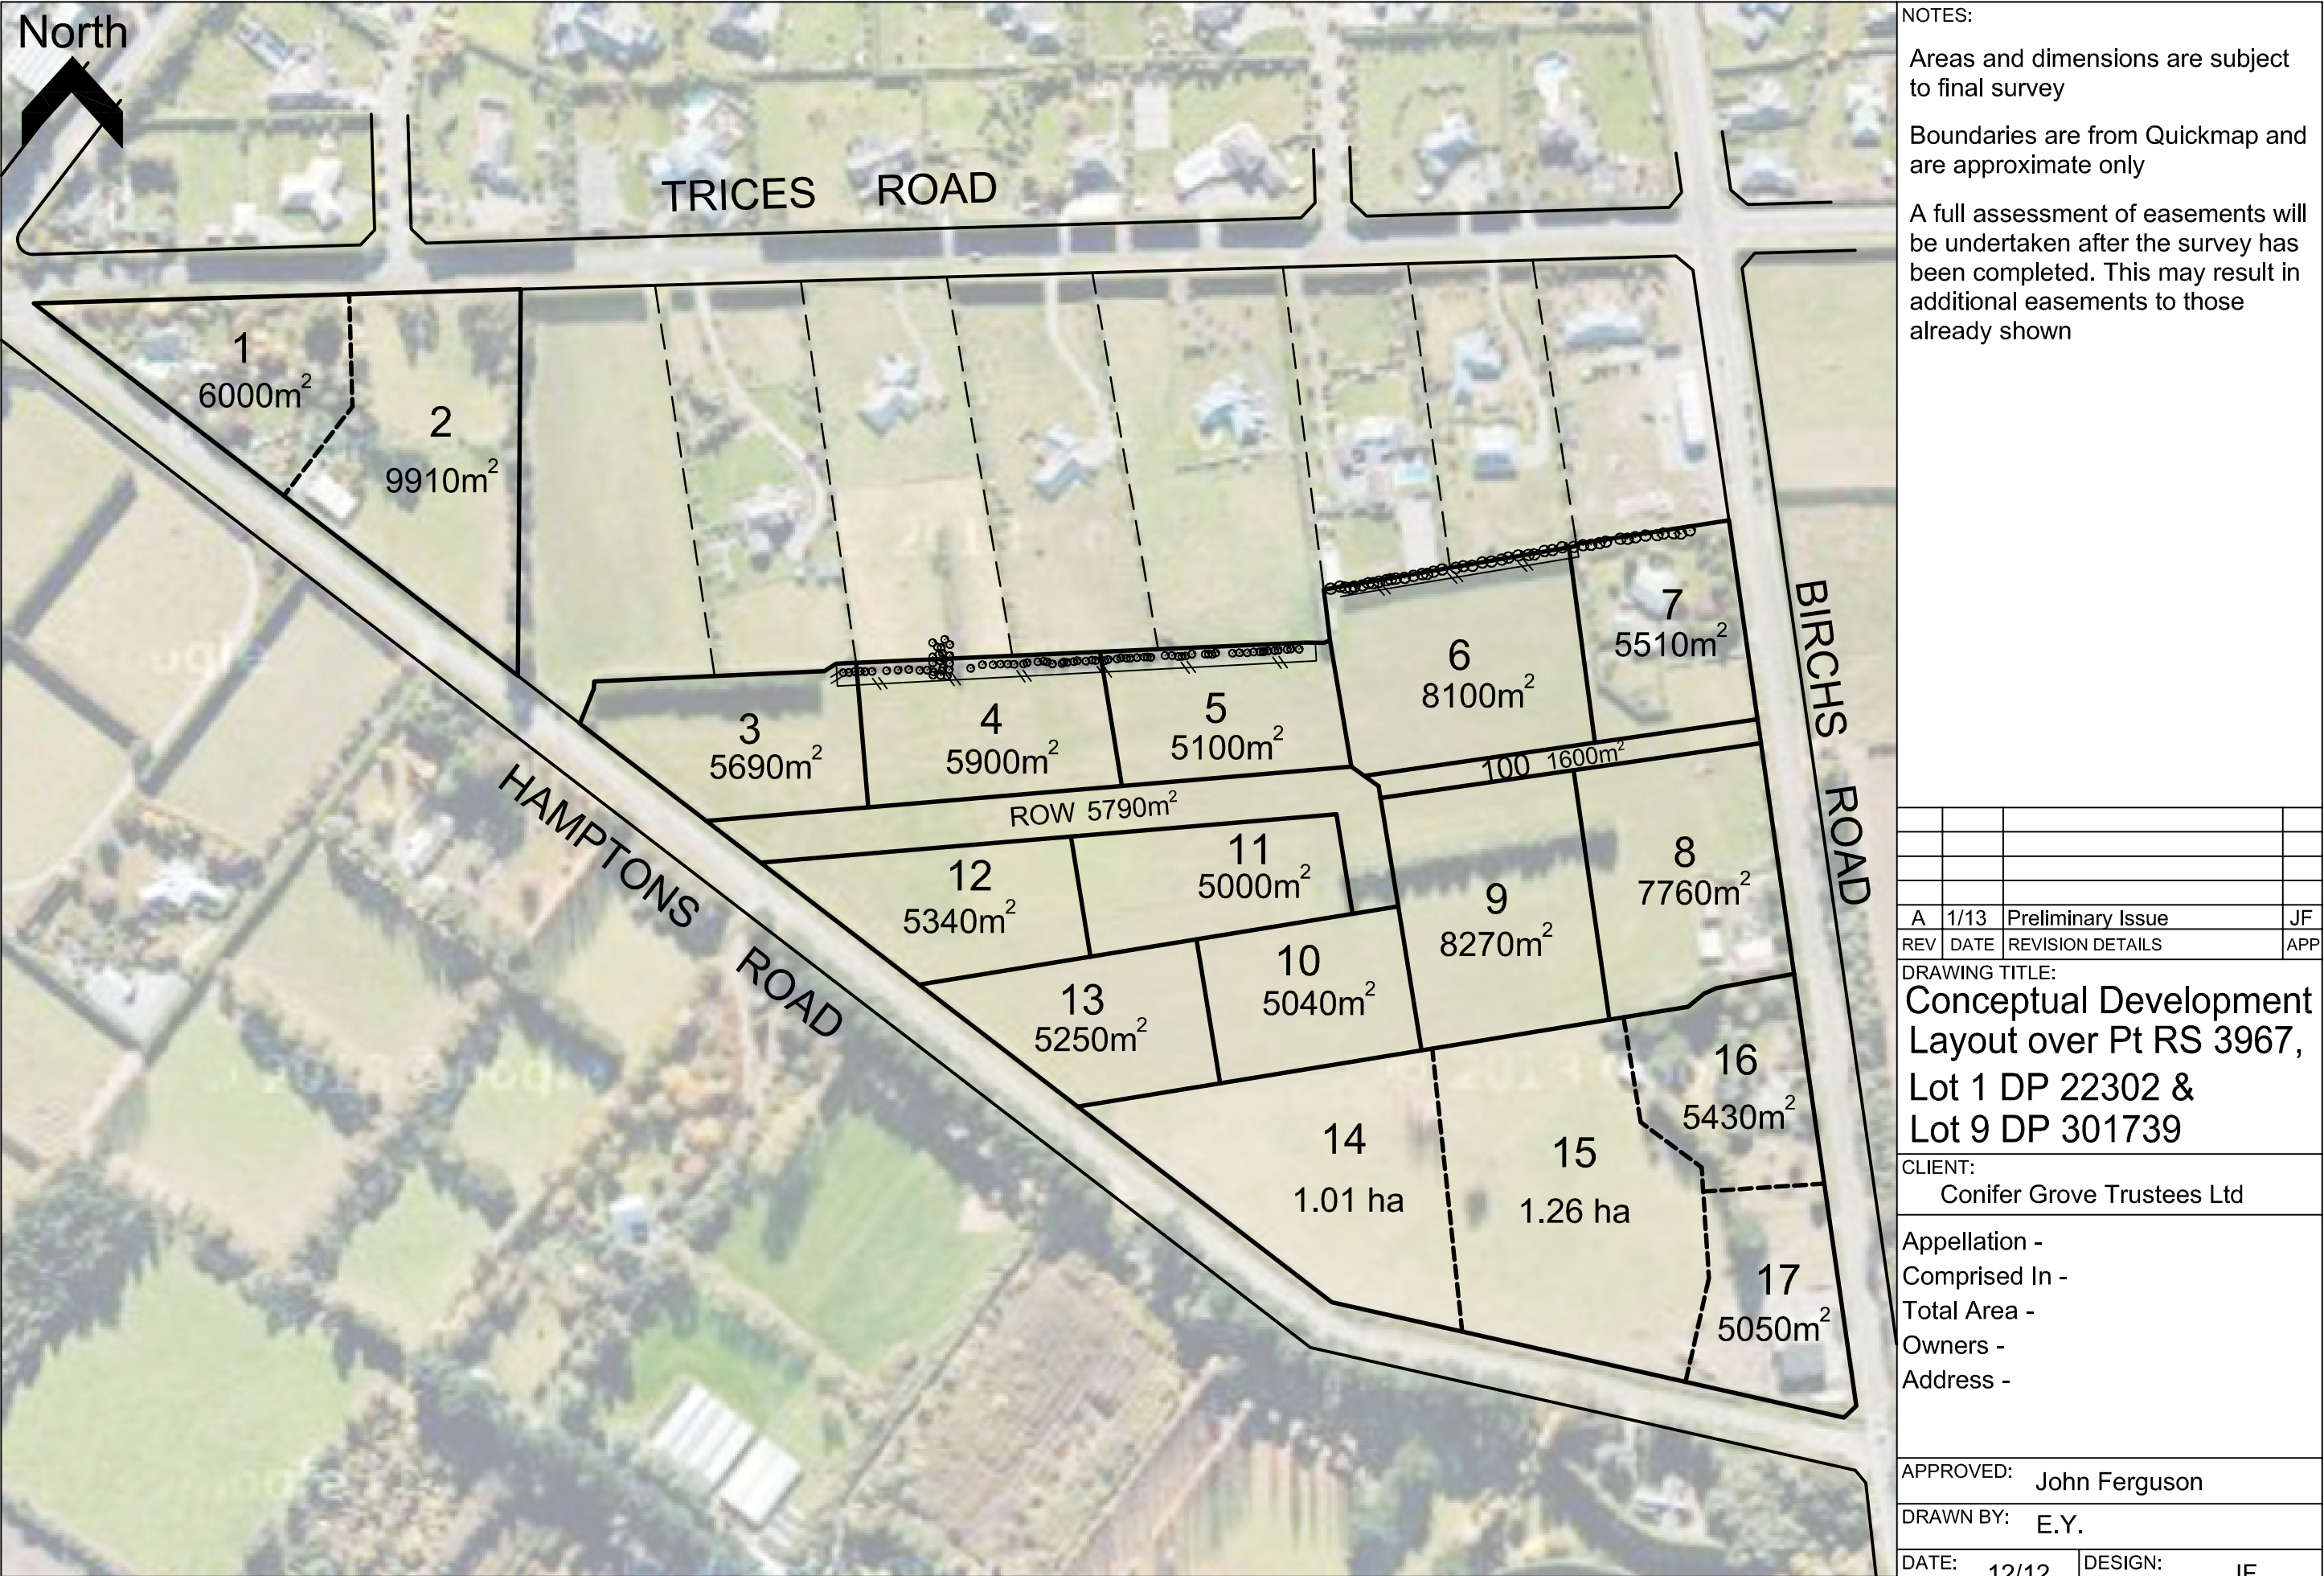 North
TRICES ROAD
1
6000m²
2
9910m²
7
5510m²
6
8100m²
3
5690m²
4
5900m²
5
5100m²
100 1600m²
ROW 5790m²
BIRCHS ROAD
HAMPTONS ROAD
12
5340m²
11
5000m²
8
7760m²
9
8270m²
13
5250m²
10
5040m²
16
5430m²
14
1.01 ha
15
1.26 ha
17
5050m²
NOTES:
Areas and dimensions are subject
to final survey
Boundaries are from Quickmap and
are approximate only
A full assessment of easements will
be undertaken after the survey has
been completed. This may result in
additional easements to those
already shown
A 1/13 Preliminary Issue JF
REV DATE REVISION DETAILS APP
DRAWING TITLE:
Conceptual Development
Layout over Pt RS 3967,
Lot 1 DP 22302 &
Lot 9 DP 301739
CLIENT:
Conifer Grove Trustees Ltd
Appellation -
Comprised In -
Total Area -
Owners -
Address -
APPROVED: John Ferguson
DRAWN BY: E.Y.
DATE: 12/12 DESIGN: JF